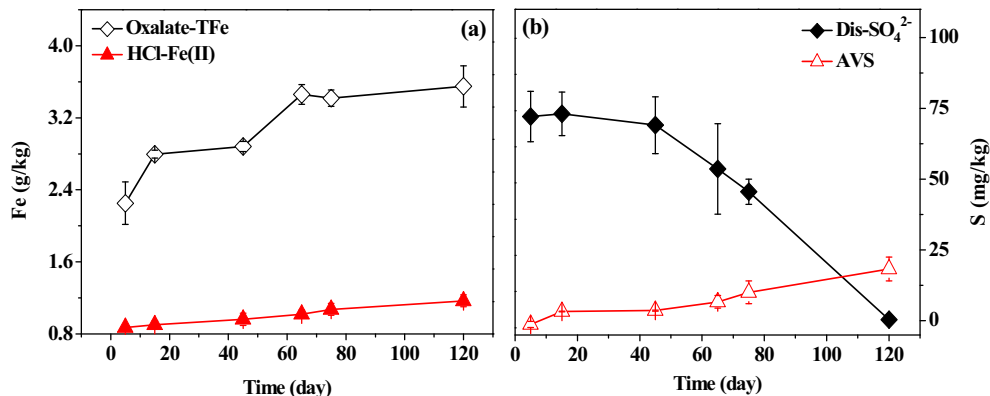 Oxalate-TFe
HCl-Fe(II)
(a)
4.0
3.2
2.4
1.6
0.8
Fe (g/kg)
0 20 40 60 80 100 120
Time (day)
(b)
Dis-SO₄²⁻
AVS
100
75
50
25
0
S (mg/kg)
0 20 40 60 80 100 120
Time (day)